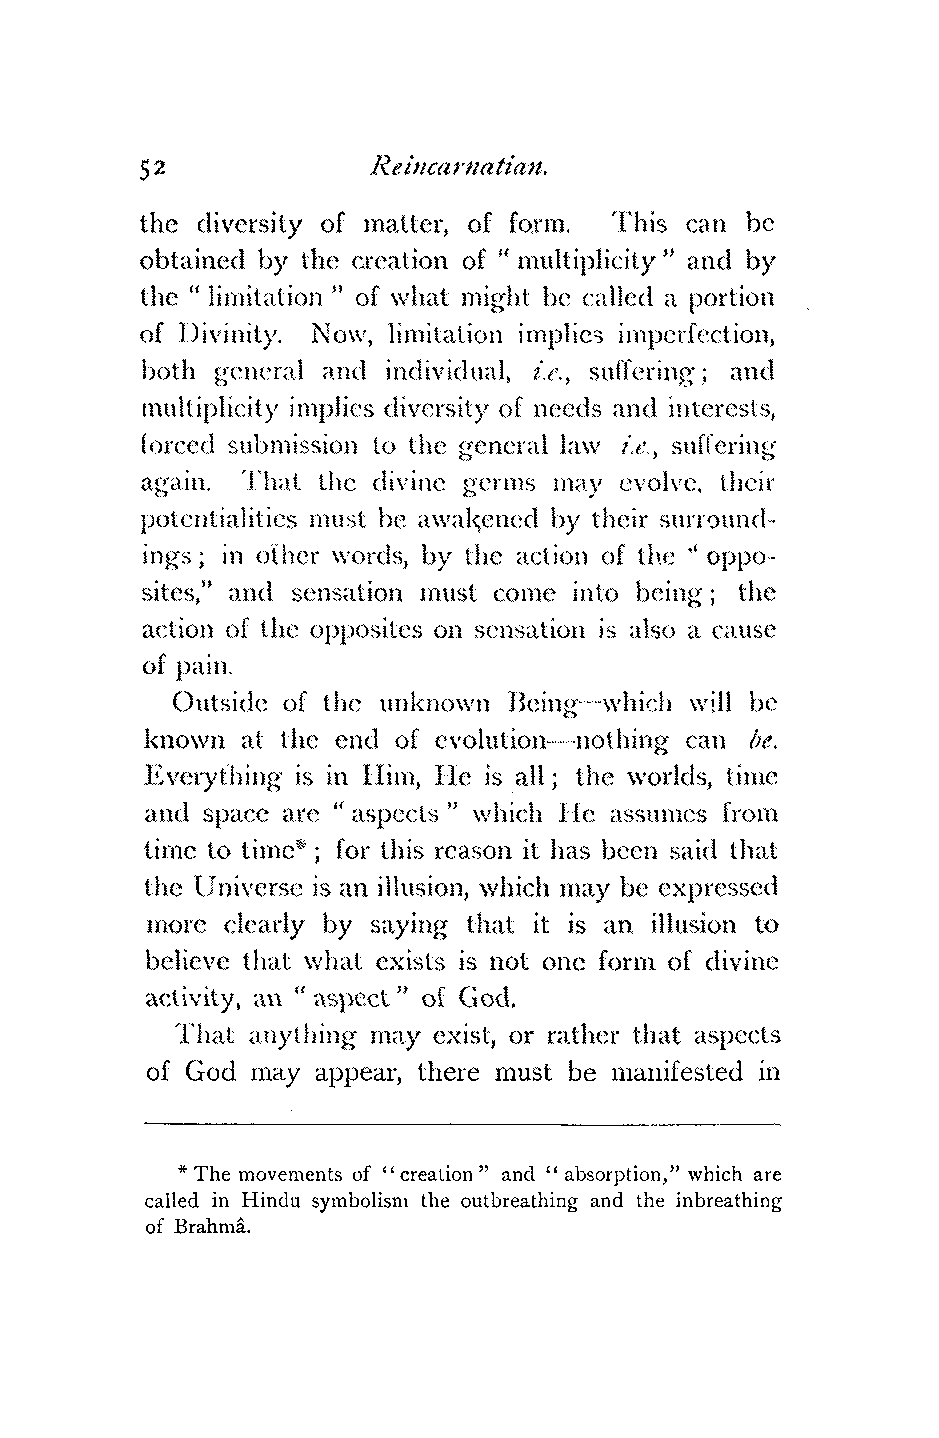 52 Reincarnatian.
the diversity of matter, of form. This can be
obtained by the creation of " multiplicity " and by
the " limitation " of what might be called a portion
of Divinity. Now, limitation implies imperfection,
both general and individual, i.e., suffering ; and
multiplicity implies diversity of needs and interests,
forced submission to the general law i.e., suffering
again. That the divine germs may evolve, their
potentialities must be awakened by their surround-
ings ; in other words, by the action of the " oppo-
sites," and sensation must come into being ; the
action of the opposites on sensation is also a cause
of pain.
Outside of the unknown Being—which will be
known at the end of evolution—nothing can be.
Everything is in Him, He is all ; the worlds, time
and space are " aspects " which He assumes from
time to time* ; for this reason it has been said that
the Universe is an illusion, which may be expressed
more clearly by saying that it is an illusion to
believe that what exists is not one form of divine
activity, an " aspect " of God.
That anything may exist, or rather that aspects
of God may appear, there must be manifested in
* The movements of " creation " and " absorption," which are
called in Hindu symbolism the outbreathing and the inbreathing
of Brahmâ.